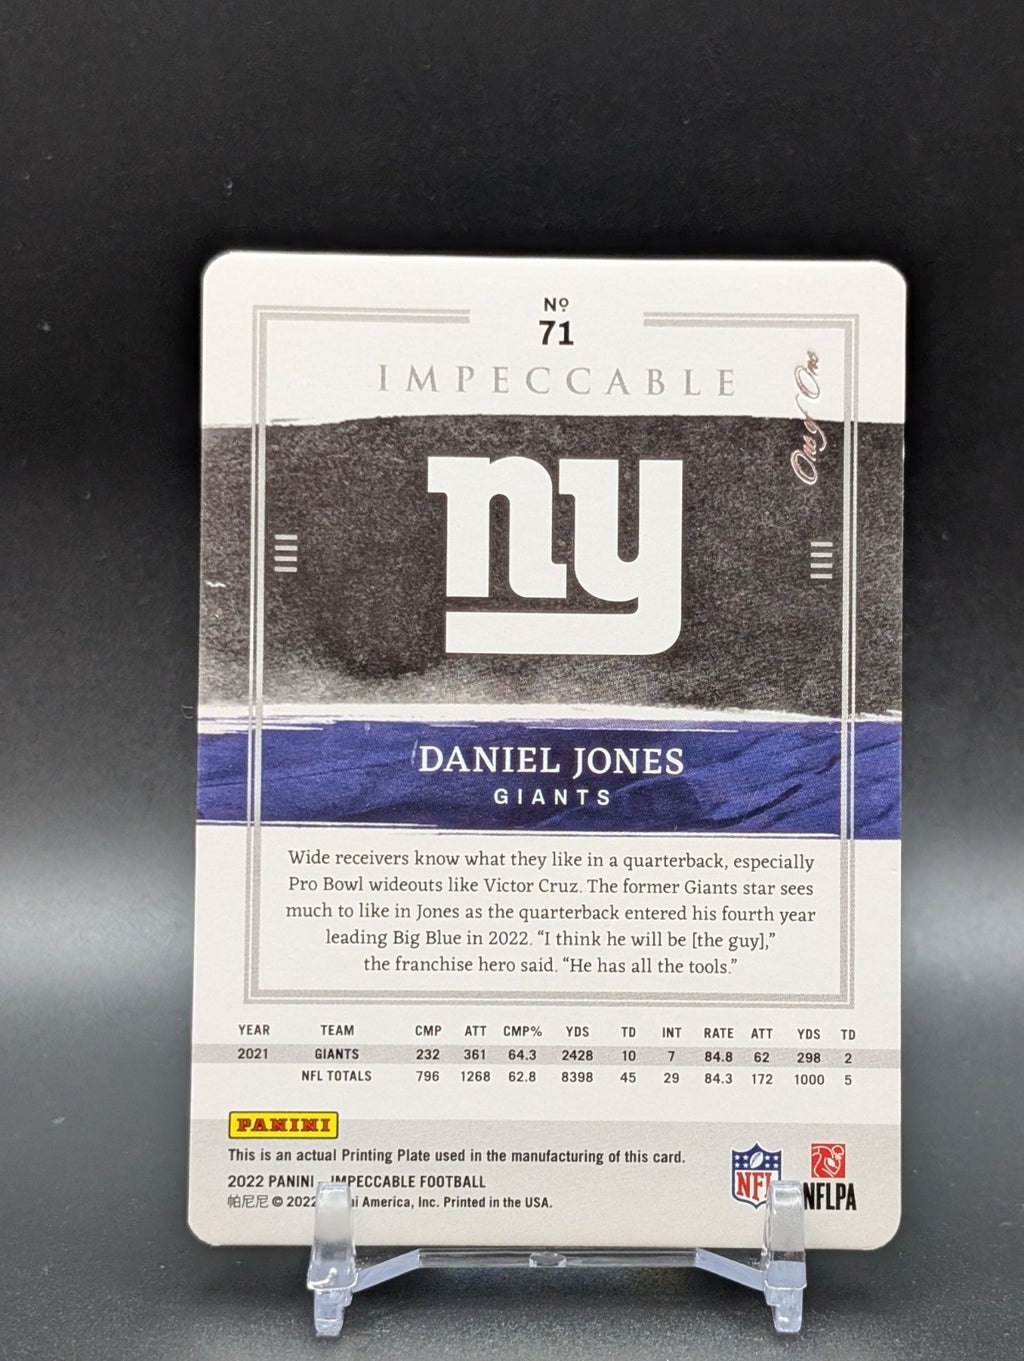 Nº
71
IMPECCABLE
One of One
ny
DANIEL JONES
GIANTS
Wide receivers know what they like in a quarterback, especially
Pro Bowl wideouts like Victor Cruz. The former Giants star sees
much to like in Jones as the quarterback entered his fourth year
leading Big Blue in 2022. “I think he will be [the guy],”
the franchise hero said. “He has all the tools.”
YEAR TEAM CMP ATT CMP% YDS TD INT RATE ATT YDS TD
2021 GIANTS 232 361 64.3 2428 10 7 84.8 62 298 2
NFL TOTALS 796 1268 62.8 8398 45 29 84.3 172 1000 5
PANINI
This is an actual Printing Plate used in the manufacturing of this card.
2022 PANINI - IMPECCABLE FOOTBALL
帕尼尼 © 2022 Panini America, Inc. Printed in the USA.
NFL
NFLPA